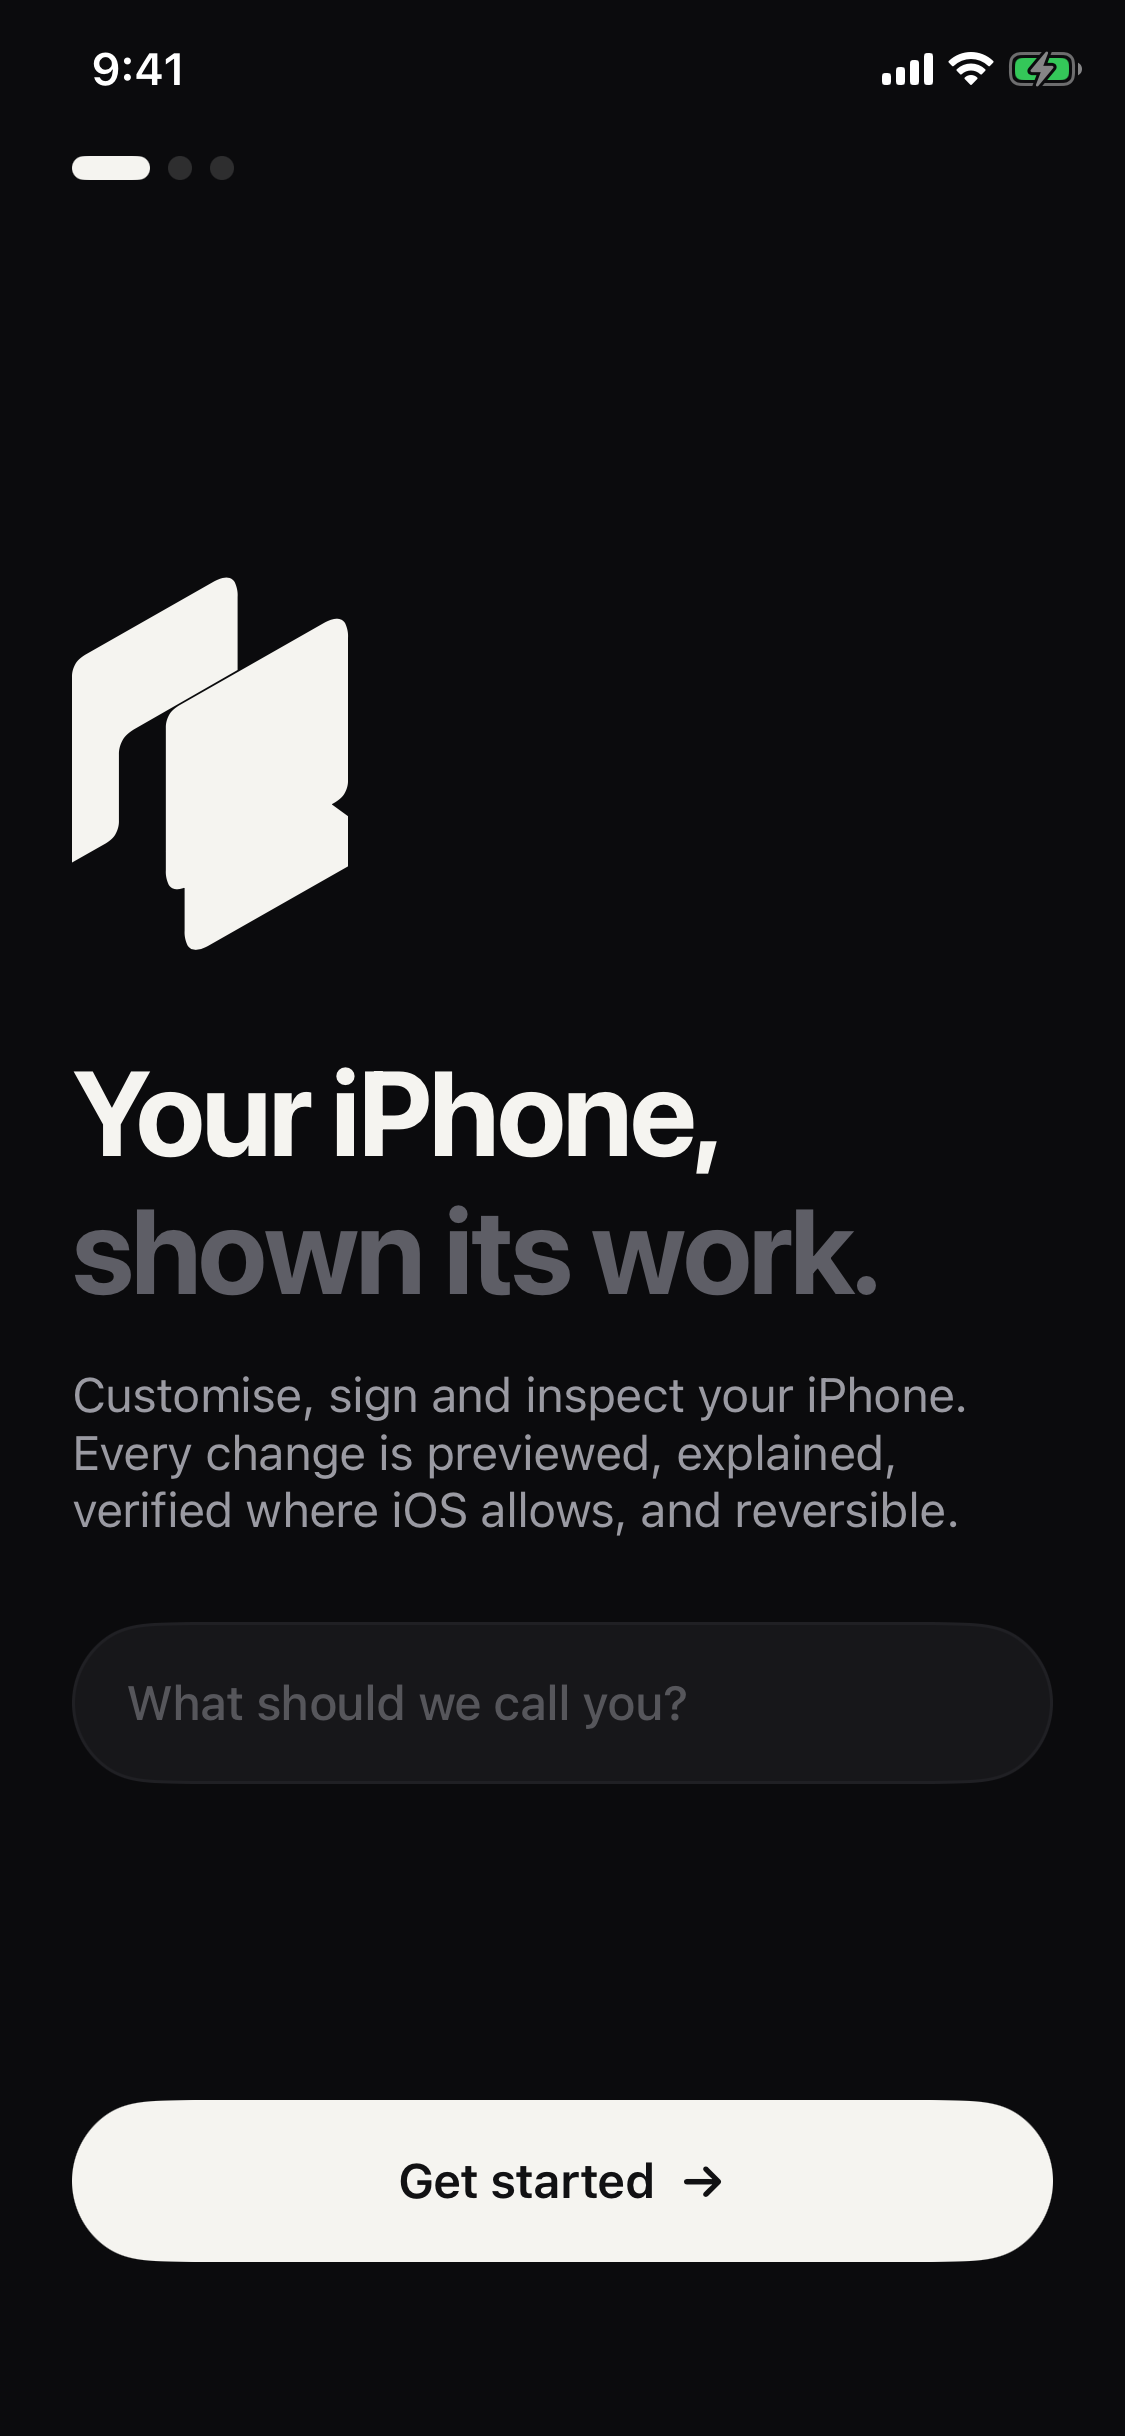 9:41
Your iPhone,
shown its work.
Customise, sign and inspect your iPhone.
Every change is previewed, explained,
verified where iOS allows, and reversible.
What should we call you?
Get started →